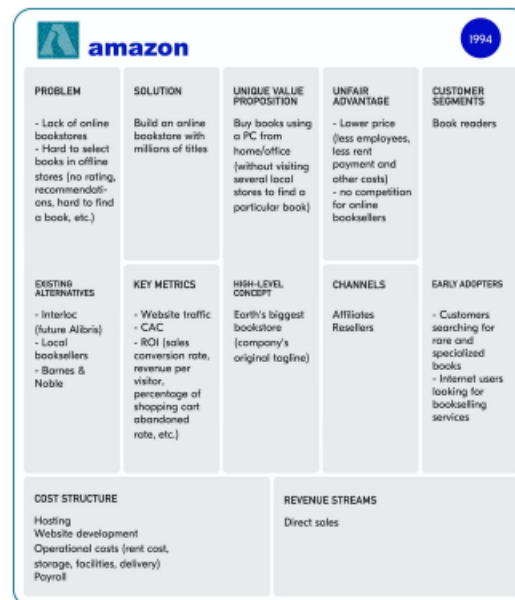 amazon
1994
PROBLEM
- Lack of online
bookstores
- Hard to select
books in offline
stores (no rating,
recommendati-
ons, hard to find
a book, etc.)
EXISTING
ALTERNATIVES
- Interloc
(future Alibris)
- Local
booksellers
- Barnes &
Noble
SOLUTION
Build an online
bookstore with
millions of titles
KEY METRICS
- Website traffic
- CAC
- ROI (sales
conversion rate,
revenue per
visitor,
percentage of
shopping cart
abandoned
rate, etc.)
UNIQUE VALUE
PROPOSITION
Buy books using
a PC from
home/office
(without visiting
several local
stores to find a
particular book)
HIGH-LEVEL
CONCEPT
Earth's biggest
bookstore
(company's
original tagline)
UNFAIR
ADVANTAGE
- Lower price
(less employees,
less rent
payment and
other costs)
- no competition
for online
booksellers
CHANNELS
Affiliates
Resellers
CUSTOMER
SEGMENTS
Book readers
EARLY ADOPTERS
- Customers
searching for
rare and
specialized
books
- Internet users
looking for
bookselling
services
COST STRUCTURE
Hosting
Website development
Operational costs (rent cost,
storage, facilities, delivery)
Payroll
REVENUE STREAMS
Direct sales